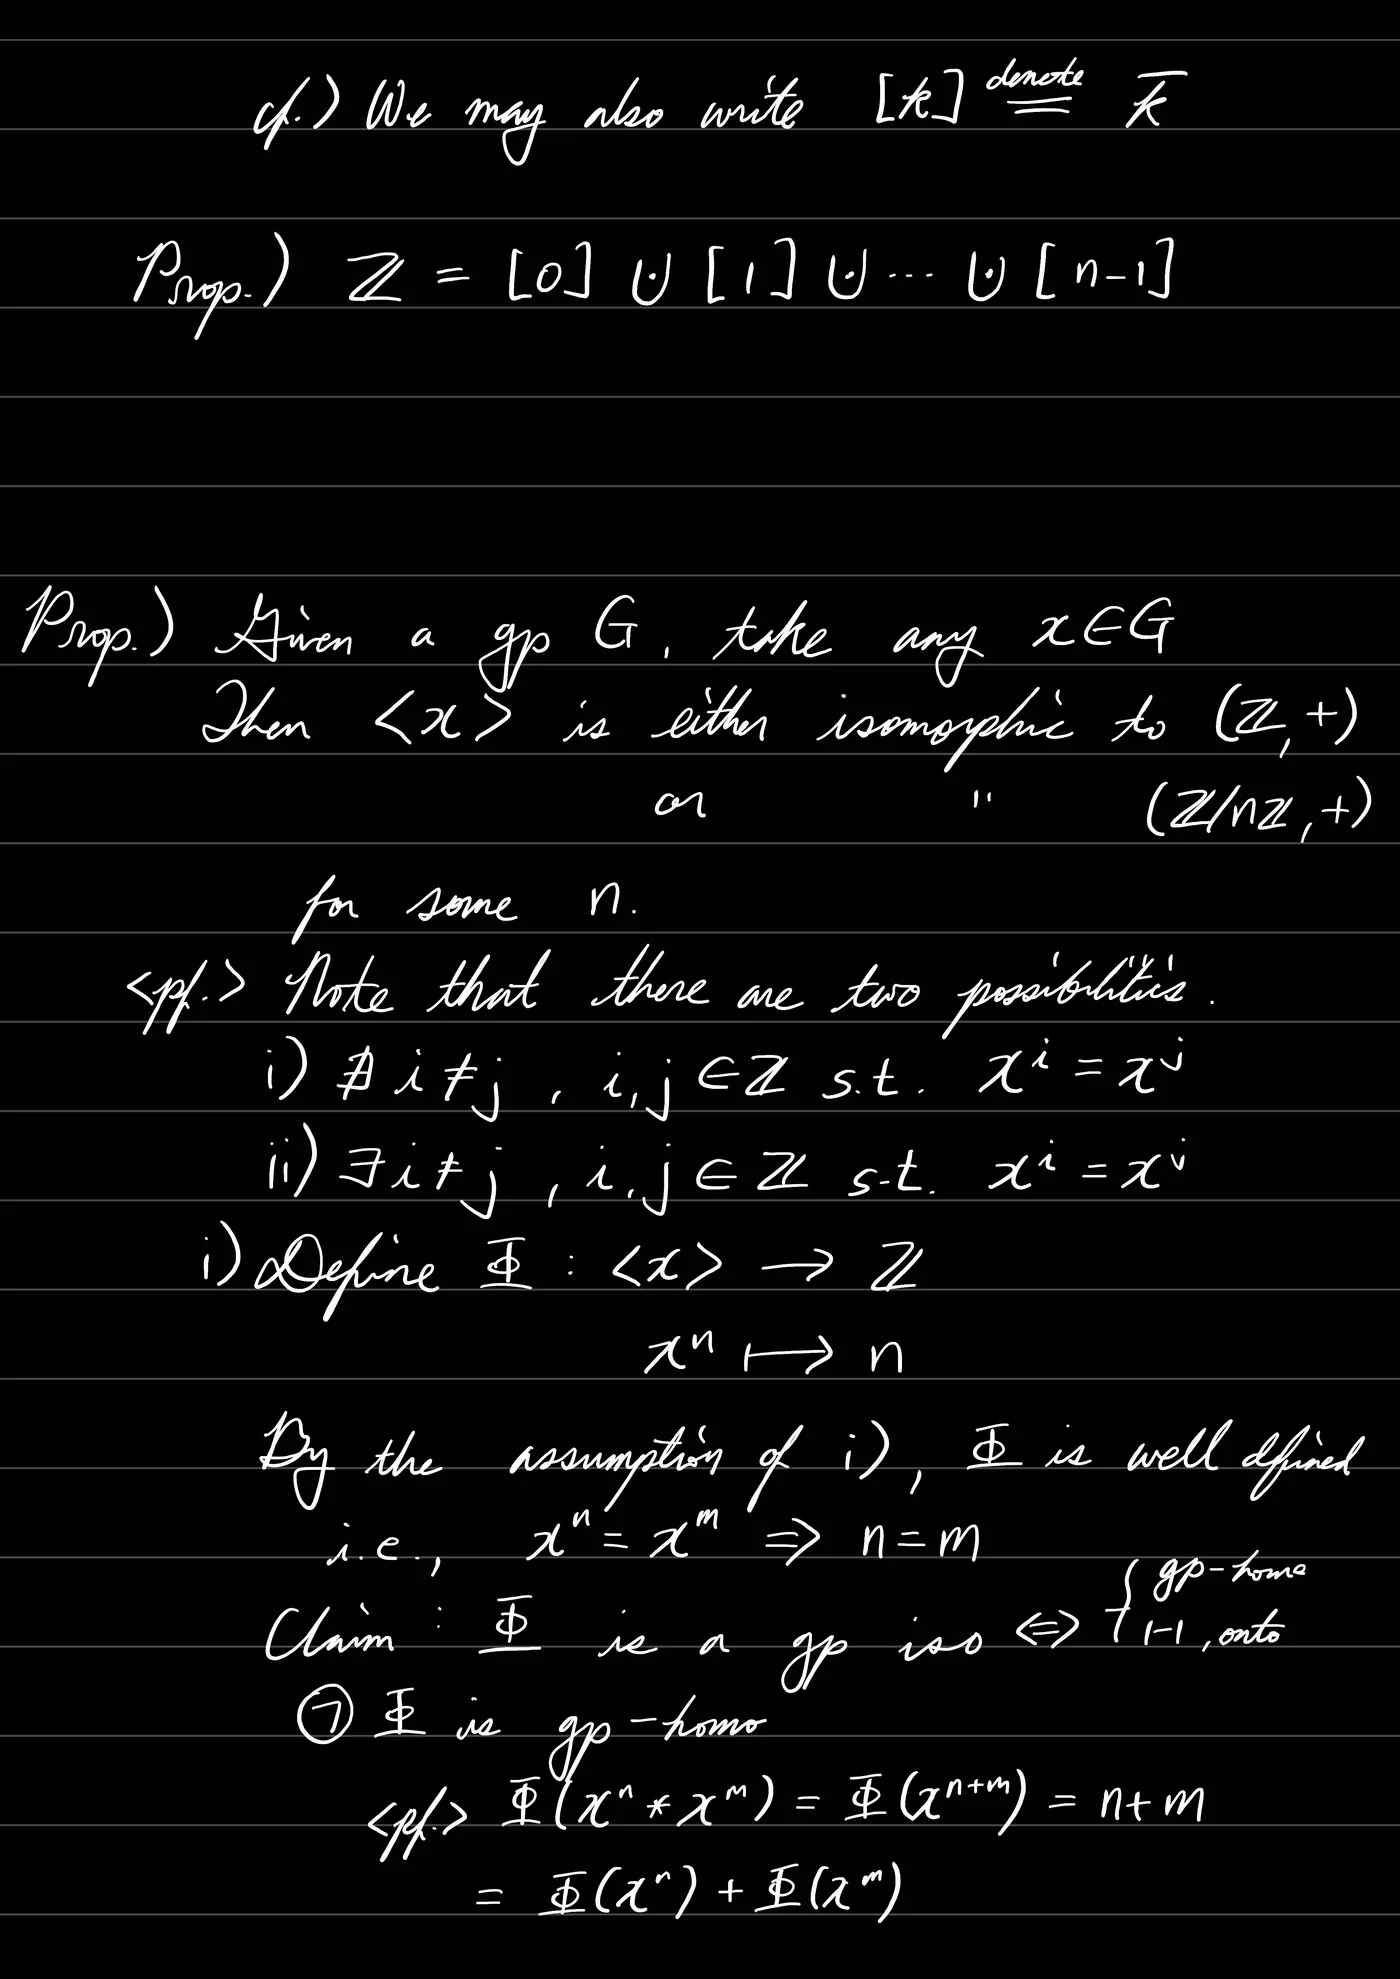 cf.) We may also write [k] denote = k̅
Prop.) ℤ = [0] ⊍ [1] ⊍ ... ⊍ [n-1]
Prop.) Given a gp G, take any x∈G
Then <x> is either isomorphic to (ℤ, +)
or " (ℤ/nℤ, +)
for some n.
<pf.> Note that there are two possibilities.
i) ∄ i ≠ j , i, j ∈ ℤ s.t. xⁱ = xʲ
ii) ∃ i ≠ j , i, j ∈ ℤ s.t. xⁱ = xʲ
i) Define Φ : <x> → ℤ
xⁿ ↦ n
By the assumption of i), Φ is well defined
i.e., xⁿ = xᵐ ⇒ n = m
Claim : Φ is a gp iso ⇔ { gp-homo
1-1, onto
㉠ Φ is gp-homo
<pf.> Φ(xⁿ * xᵐ) = Φ(xⁿ⁺ᵐ) = n+m
= Φ(xⁿ) + Φ(xᵐ)